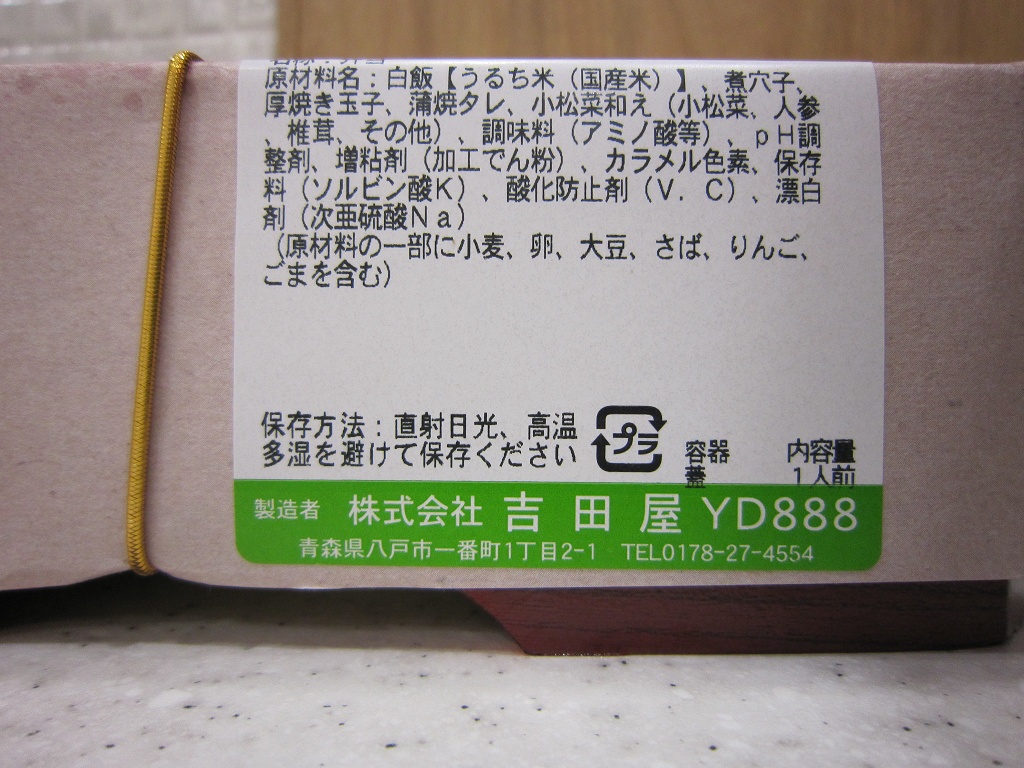 原材料名：白飯【うるち米（国産米）】、煮穴子、
厚焼き玉子、蒲焼タレ、小松菜和え（小松菜、人参
、椎茸、その他）、調味料（アミノ酸等）、ｐＨ調
整剤、増粘剤（加工でん粉）、カラメル色素、保存
料（ソルビン酸Ｋ）、酸化防止剤（Ｖ．Ｃ）、漂白
剤（次亜硫酸Ｎａ）
（原材料の一部に小麦、卵、大豆、さば、りんご、
ごまを含む）
保存方法：直射日光、高温
多湿を避けて保存ください
プラ
容器
蓋
内容量
１人前
製造者 株式会社 吉田屋 YD888
青森県八戸市一番町1丁目2-1 TEL0178-27-4554